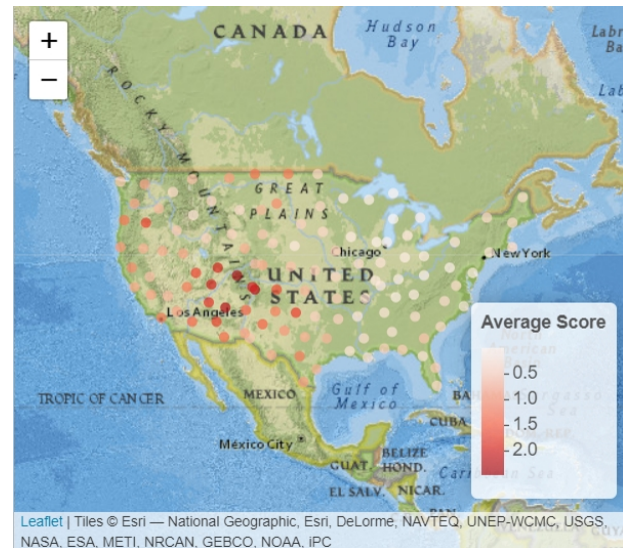 +
−
CANADA
Hudson
Bay
ROCKY MOUNTAINS
GREAT
PLAINS
Chicago
New York
UNITED
STATES
Los Angeles
Average Score
0.5
1.0
1.5
2.0
TROPIC OF CANCER
MEXICO
Gulf of
Mexico
CUBA
México City
BELIZE
GUAT.
HOND.
EL SALV.
NICAR.
Leaflet | Tiles © Esri — National Geographic, Esri, DeLorme, NAVTEQ, UNEP-WCMC, USGS,
NASA, ESA, METI, NRCAN, GEBCO, NOAA, iPC